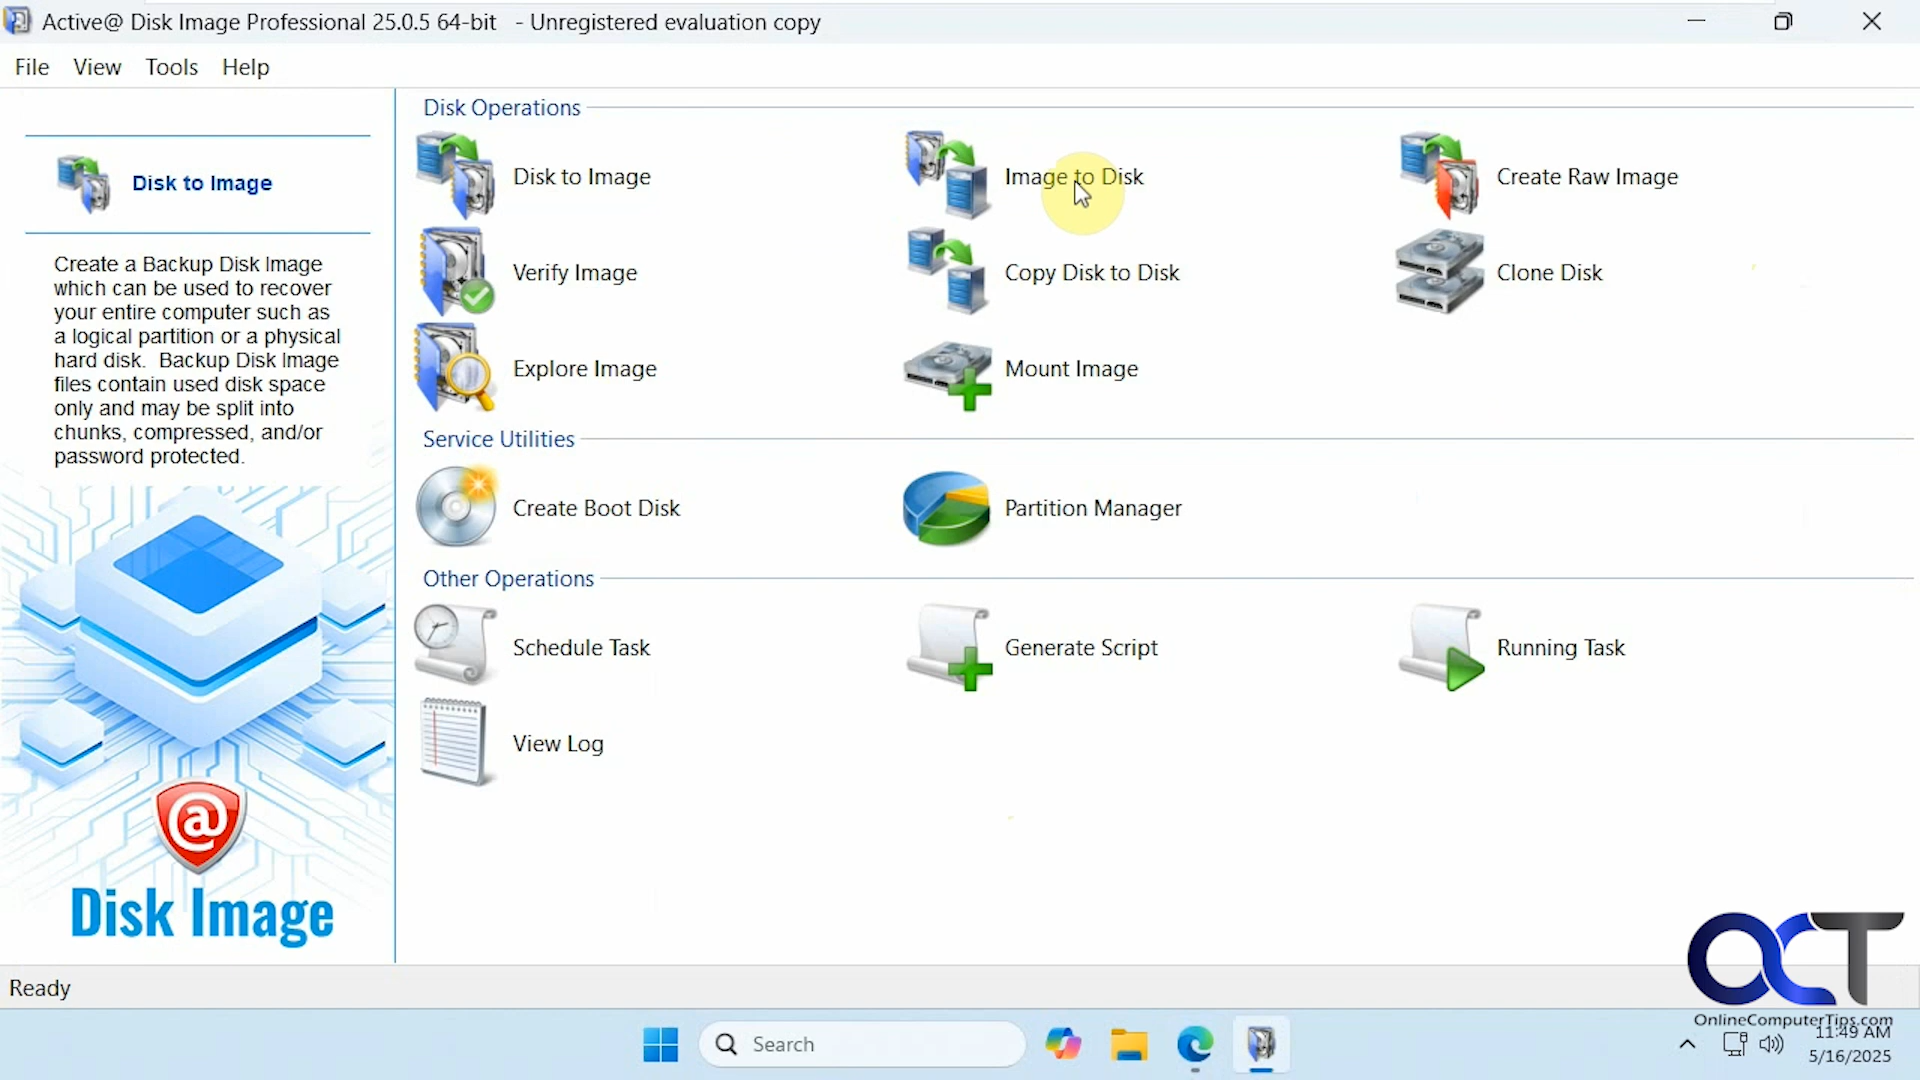 Active@ Disk Image Professional 25.0.5 64-bit - Unregistered evaluation copy
File View Tools Help
Disk to Image
Create a Backup Disk Image
which can be used to recover
your entire computer such as
a logical partition or a physical
hard disk. Backup Disk Image
files contain used disk space
only and may be split into
chunks, compressed, and/or
password protected.
@
Disk Image
Disk Operations
Disk to Image
Image to Disk
Create Raw Image
Verify Image
Copy Disk to Disk
Clone Disk
Explore Image
Mount Image
Service Utilities
Create Boot Disk
Partition Manager
Other Operations
Schedule Task
Generate Script
Running Task
View Log
Ready
OCT
OnlineComputerTips.com
Search
11:49 AM
5/16/2025